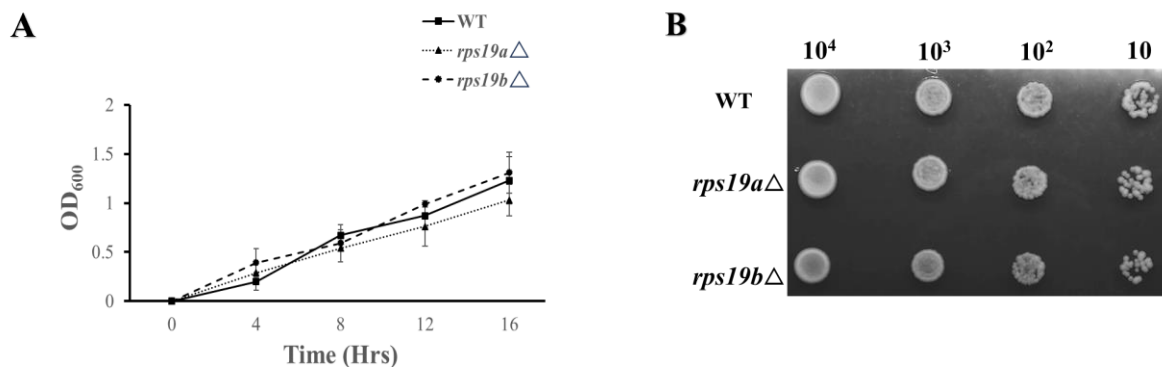 A
WT
rps19a△
rps19b△
2
1.5
1
0.5
0
OD₆₀₀
0 4 8 12 16
Time (Hrs)
B
10⁴ 10³ 10² 10
WT
rps19a△
rps19b△